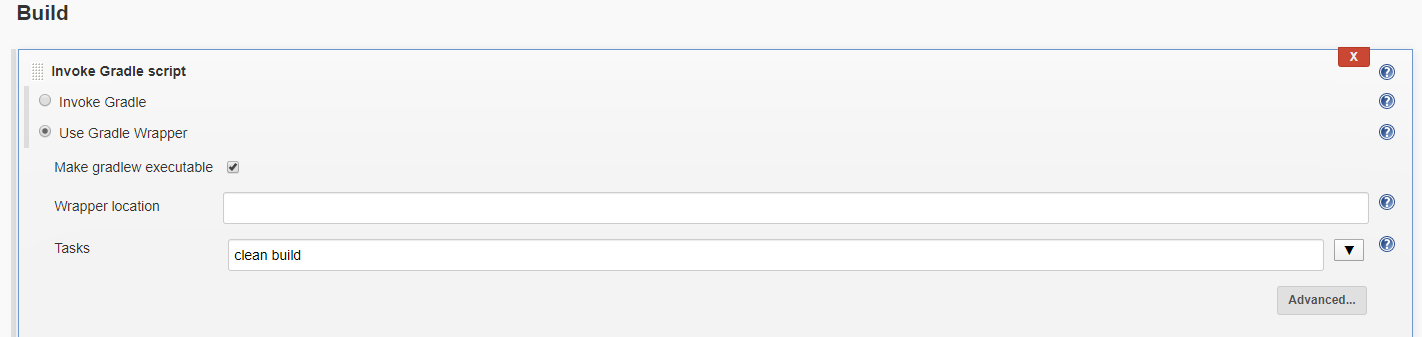 Build
X
Invoke Gradle script
?
Invoke Gradle
?
Use Gradle Wrapper
?
Make gradlew executable
Wrapper location
?
Tasks
clean build
?
Advanced...